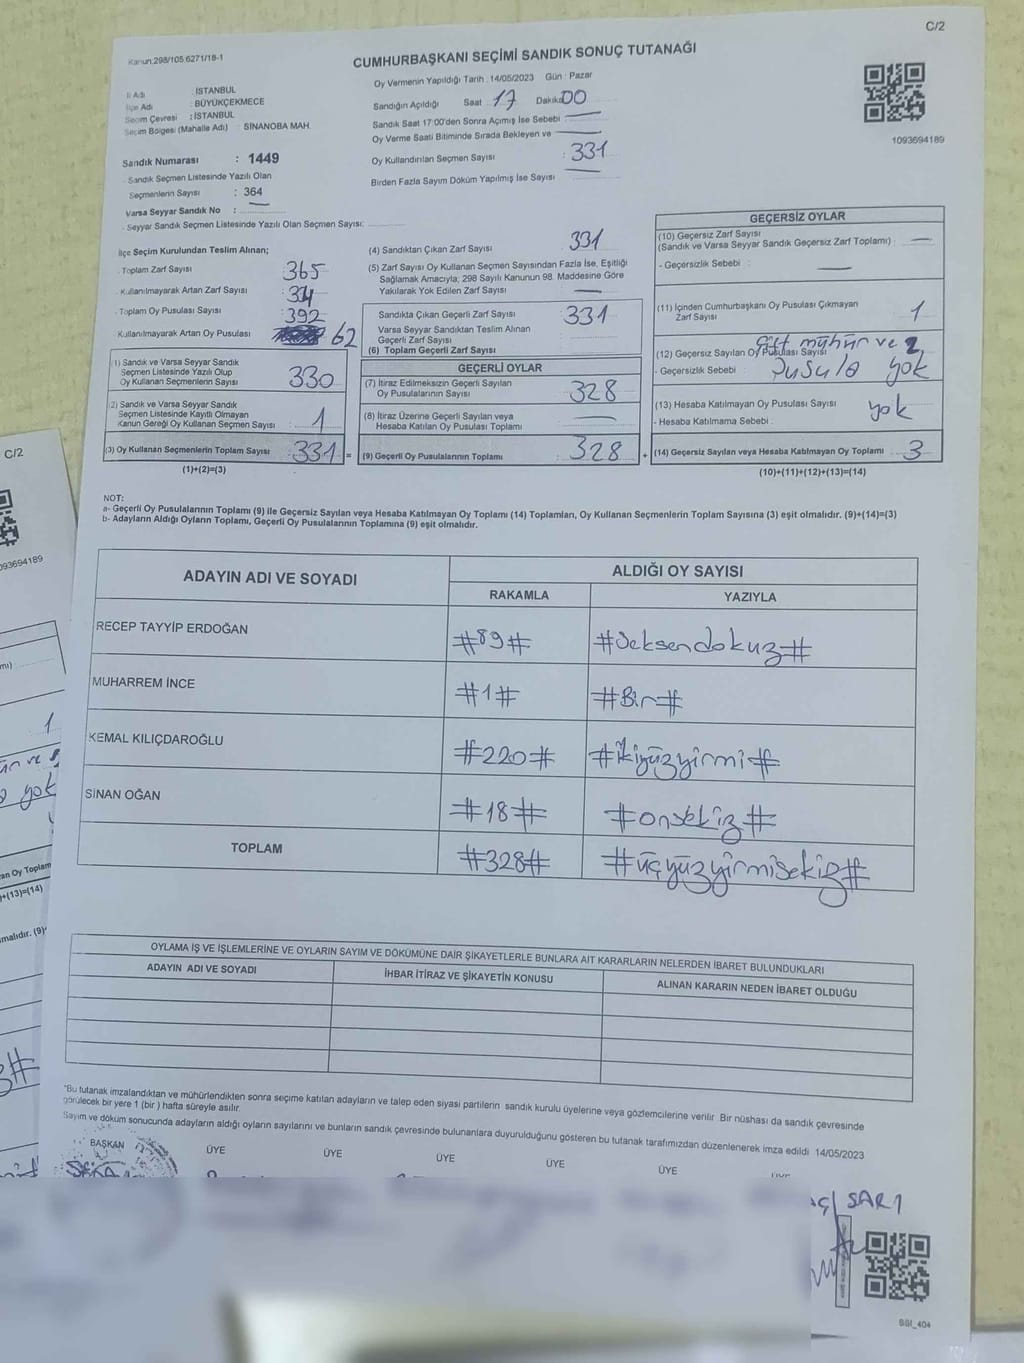 C/2
Kanun.298/105 6271/18-1
CUMHURBAŞKANI SEÇİMİ SANDIK SONUÇ TUTANAĞI
Oy Vermenin Yapıldığı Tarih : 14/05/2023 Gün : Pazar
İl Adı : İSTANBUL
İlçe Adı : BÜYÜKÇEKMECE
Seçim Çevresi : İSTANBUL
Seçim Bölgesi (Mahalle Adı) : SİNANOBA MAH.
Sandığın Açıldığı Saat : 17 Dakika 00
Sandık Saat 17:00'den Sonra Açımış İse Sebebi :
Oy Verme Saati Bitiminde Sırada Bekleyen ve
Oy Kullandırılan Seçmen Sayısı : 331
Birden Fazla Sayım Döküm Yapılmış İse Sayısı
1093694189
Sandık Numarası : 1449
Sandık Seçmen Listesinde Yazılı Olan
Seçmenlerin Sayısı : 364
Varsa Seyyar Sandık No :
Seyyar Sandık Seçmen Listesinde Yazılı Olan Seçmen Sayısı:
İlçe Seçim Kurulundan Teslim Alınan;
Toplam Zarf Sayısı : 365
Kullanılmayarak Artan Zarf Sayısı : 34
Toplam Oy Pusulası Sayısı : 392
Kullanılmayarak Artan Oy Pusulası 62
1) Sandık ve Varsa Seyyar Sandık
Seçmen Listesinde Yazılı Olup
Oy Kullanan Seçmenlerin Sayısı 330
2) Sandık ve Varsa Seyyar Sandık
Seçmen Listesinde Kayıtlı Olmayan
Kanun Gereği Oy Kullanan Seçmen Sayısı 1
(3) Oy Kullanan Seçmenlerin Toplam Sayısı 331 =
(1)+(2)=(3)
(4) Sandıktan Çıkan Zarf Sayısı 331
(5) Zarf Sayısı Oy Kullanan Seçmen Sayısından Fazla İse, Eşitliği
Sağlamak Amacıyla; 298 Sayılı Kanunun 98. Maddesine Göre
Yakılarak Yok Edilen Zarf Sayısı
Sandıkta Çıkan Geçerli Zarf Sayısı 331
Varsa Seyyar Sandıktan Teslim Alınan
Geçerli Zarf Sayısı
(6) Toplam Geçerli Zarf Sayısı
GEÇERLİ OYLAR
(7) İtiraz Edilmeksizin Geçerli Sayılan
Oy Pusulalarının Sayısı 328
(8) İtiraz Üzerine Geçerli Sayılan veya
Hesaba Katılan Oy Pusulası Toplamı
(9) Geçerli Oy Pusulalarının Toplamı 328 +
GEÇERSİZ OYLAR
(10) Geçersiz Zarf Sayısı
(Sandık ve Varsa Seyyar Sandık Geçersiz Zarf Toplamı) :
- Geçersizlik Sebebi :
(11) İçinden Cumhurbaşkanı Oy Pusulası Çıkmayan
Zarf Sayısı 1
(12) Geçersiz Sayılan Oy Pusulası Sayısı Çift mühür ve 2
- Geçersizlik Sebebi : Pusula yok
(13) Hesaba Katılmayan Oy Pusulası Sayısı : yok
- Hesaba Katılmama Sebebi :
(14) Geçersiz Sayılan veya Hesaba Katılmayan Oy Toplamı 3
(10)+(11)+(12)+(13)=(14)
NOT:
a- Geçerli Oy Pusulalarının Toplamı (9) ile Geçersiz Sayılan veya Hesaba Katılmayan Oy Toplamı (14) Toplamları, Oy Kullanan Seçmenlerin Toplam Sayısına (3) eşit olmalıdır. (9)+(14)=(3)
b- Adayların Aldığı Oyların Toplamı, Geçerli Oy Pusulalarının Toplamına (9) eşit olmalıdır.
ADAYIN ADI VE SOYADI ALDIĞI OY SAYISI
RAKAMLA YAZIYLA
RECEP TAYYİP ERDOĞAN #89# #Seksendokuz#
MUHARREM İNCE #1# #Bir#
KEMAL KILIÇDAROĞLU #220# #İkiyüzyirmi#
SİNAN OĞAN #18# #onsekiz#
TOPLAM #328# #üçyüzyirmisekiz#
OYLAMA İŞ VE İŞLEMLERİNE VE OYLARIN SAYIM VE DÖKÜMÜNE DAİR ŞİKAYETLERLE BUNLARA AİT KARARLARIN NELERDEN İBARET BULUNDUKLARI
ADAYIN ADI VE SOYADI İHBAR İTİRAZ VE ŞİKAYETİN KONUSU ALINAN KARARIN NEDEN İBARET OLDUĞU
"Bu tutanak imzalandıktan ve mühürlendikten sonra seçime katılan adayların ve talep eden siyasi partilerin sandık kurulu üyelerine veya gözlemcilerine verilir. Bir nüshası da sandık çevresinde
görülecek bir yere 1 (bir) hafta süreyle asılır.
Sayım ve döküm sonucunda adayların aldığı oyların sayılarını ve bunların sandık çevresinde bulunanlara duyurulduğunu gösteren bu tutanak tarafımızdan düzenlenerek imza edildi 14/05/2023
BAŞKAN ÜYE ÜYE ÜYE ÜYE ÜYE
SARI
C/2
093694189
1
yok
an Oy Toplam
+(13)=(14)
malıdır. (9)+